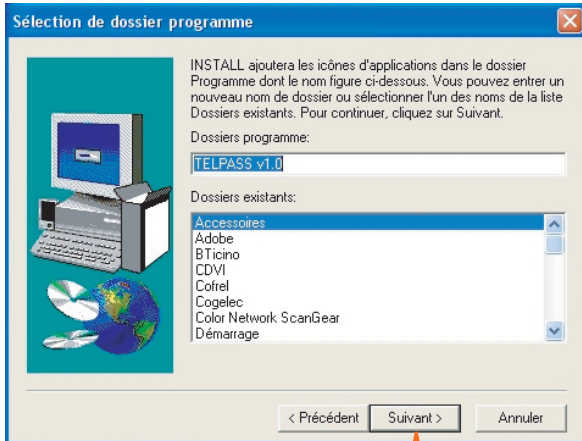 Sélection de dossier programme
INSTALL ajoutera les icônes d'applications dans le dossier
Programme dont le nom figure ci-dessous. Vous pouvez entrer un
nouveau nom de dossier ou sélectionner l'un des noms de la liste
Dossiers existants. Pour continuer, cliquez sur Suivant.
Dossiers programme:
TELPASS v1.0
Dossiers existants:
Accessoires
Adobe
BTicino
CDVI
Cofrel
Cogelec
Color Network ScanGear
Démarrage
< Précédent
Suivant >
Annuler